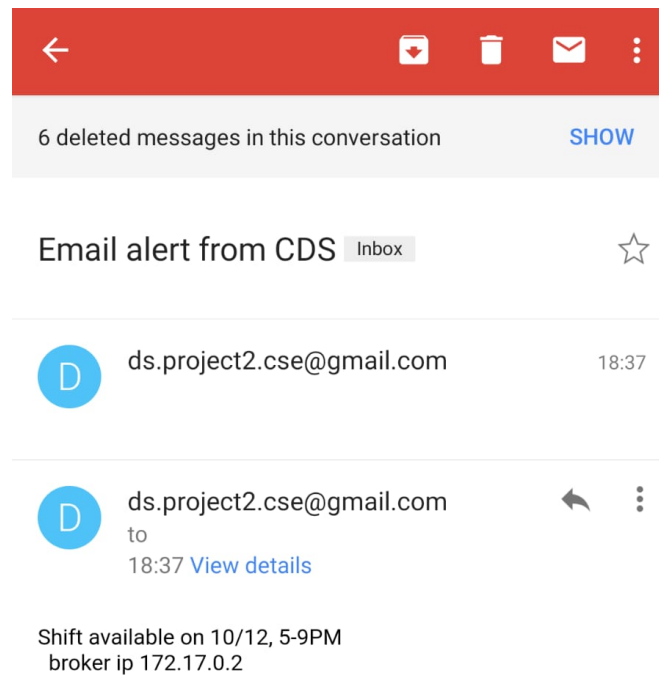 6 deleted messages in this conversation SHOW
Email alert from CDS Inbox
D ds.project2.cse@gmail.com 18:37
D ds.project2.cse@gmail.com
to
18:37 View details
Shift available on 10/12, 5-9PM
broker ip 172.17.0.2